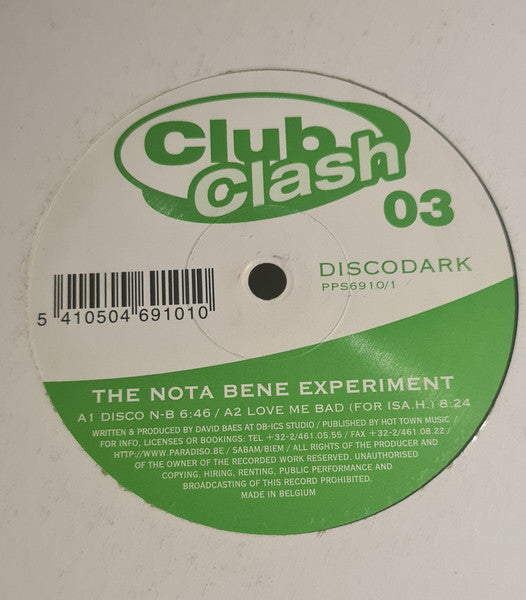 Club
Clash
03
DISCODARK
PPS6910/1
5 410504 691010
THE NOTA BENE EXPERIMENT
A1 DISCO N-B 6:46 / A2 LOVE ME BAD (FOR ISA.H.) 8:24
WRITTEN & PRODUCED BY DAVID BAES AT DB-ICS STUDIO / PUBLISHED BY HOT TOWN MUSIC /
FOR INFO, LICENSES OR BOOKINGS: TEL +32-2/461.05.55 / FAX +32-2/461.08.22 /
HTTP://WWW.PARADISO.BE / SABAM/BIEM / ALL RIGHTS OF THE PRODUCER AND
OF THE OWNER OF THE RECORDED WORK RESERVED. UNAUTHORISED
COPYING, HIRING, RENTING, PUBLIC PERFORMANCE AND
BROADCASTING OF THIS RECORD PROHIBITED.
MADE IN BELGIUM